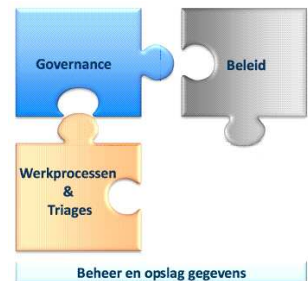 Governance
Beleid
Werkprocessen
&
Triages
Beheer en opslag gegevens